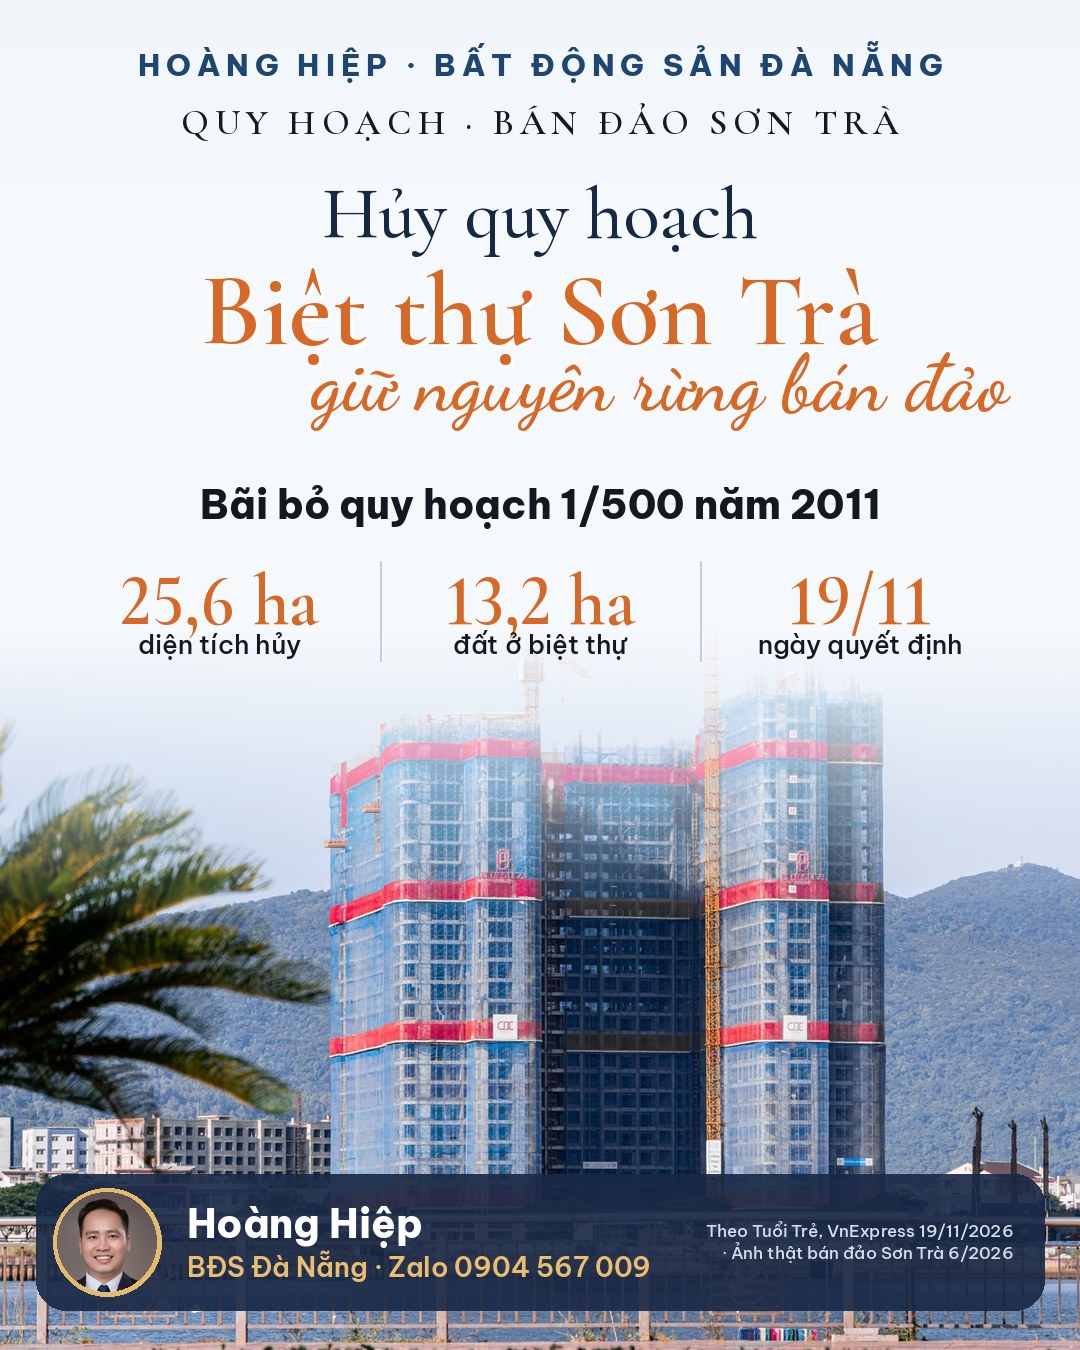 HOÀNG HIỆP · BẤT ĐỘNG SẢN ĐÀ NẴNG
QUY HOẠCH · BÁN ĐẢO SƠN TRÀ
Hủy quy hoạch
Biệt thự Sơn Trà
giữ nguyên rừng bán đảo
Bãi bỏ quy hoạch 1/500 năm 2011
25,6 ha
diện tích hủy
13,2 ha
đất ở biệt thự
19/11
ngày quyết định
CDC
CDC
Hoàng Hiệp
BĐS Đà Nẵng · Zalo 0904 567 009
Theo Tuổi Trẻ, VnExpress 19/11/2026
· Ảnh thật bán đảo Sơn Trà 6/2026